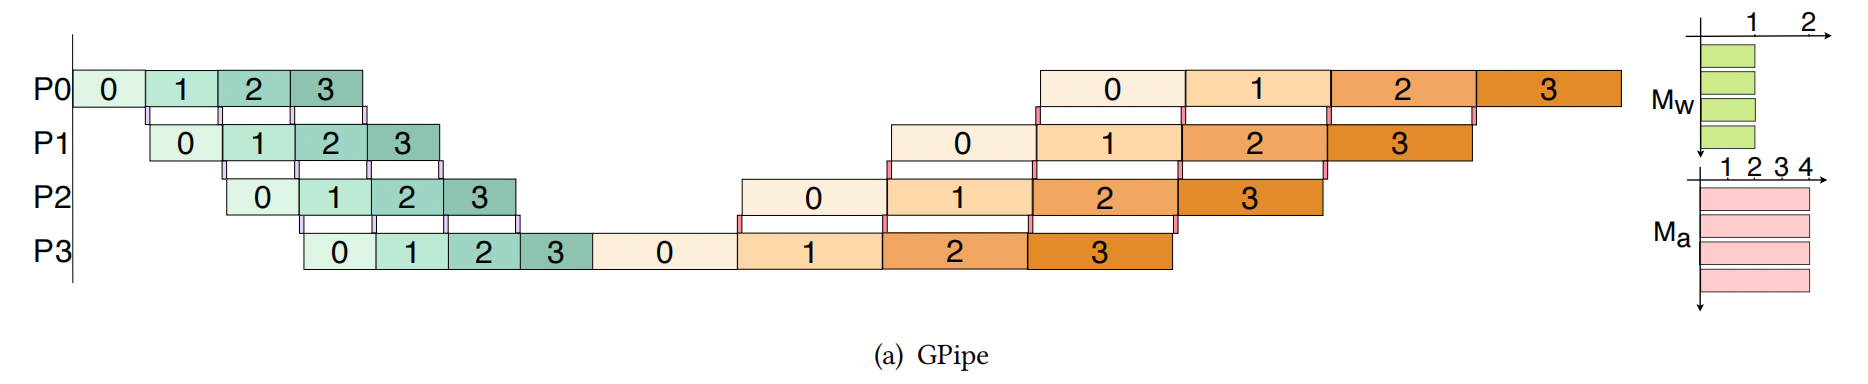 1 2
P0 0 1 2 3 0 1 2 3
Mw
P1 0 1 2 3 0 1 2 3
1 2 3 4
P2 0 1 2 3 0 1 2 3
Ma
P3 0 1 2 3 0 1 2 3
(a) GPipe